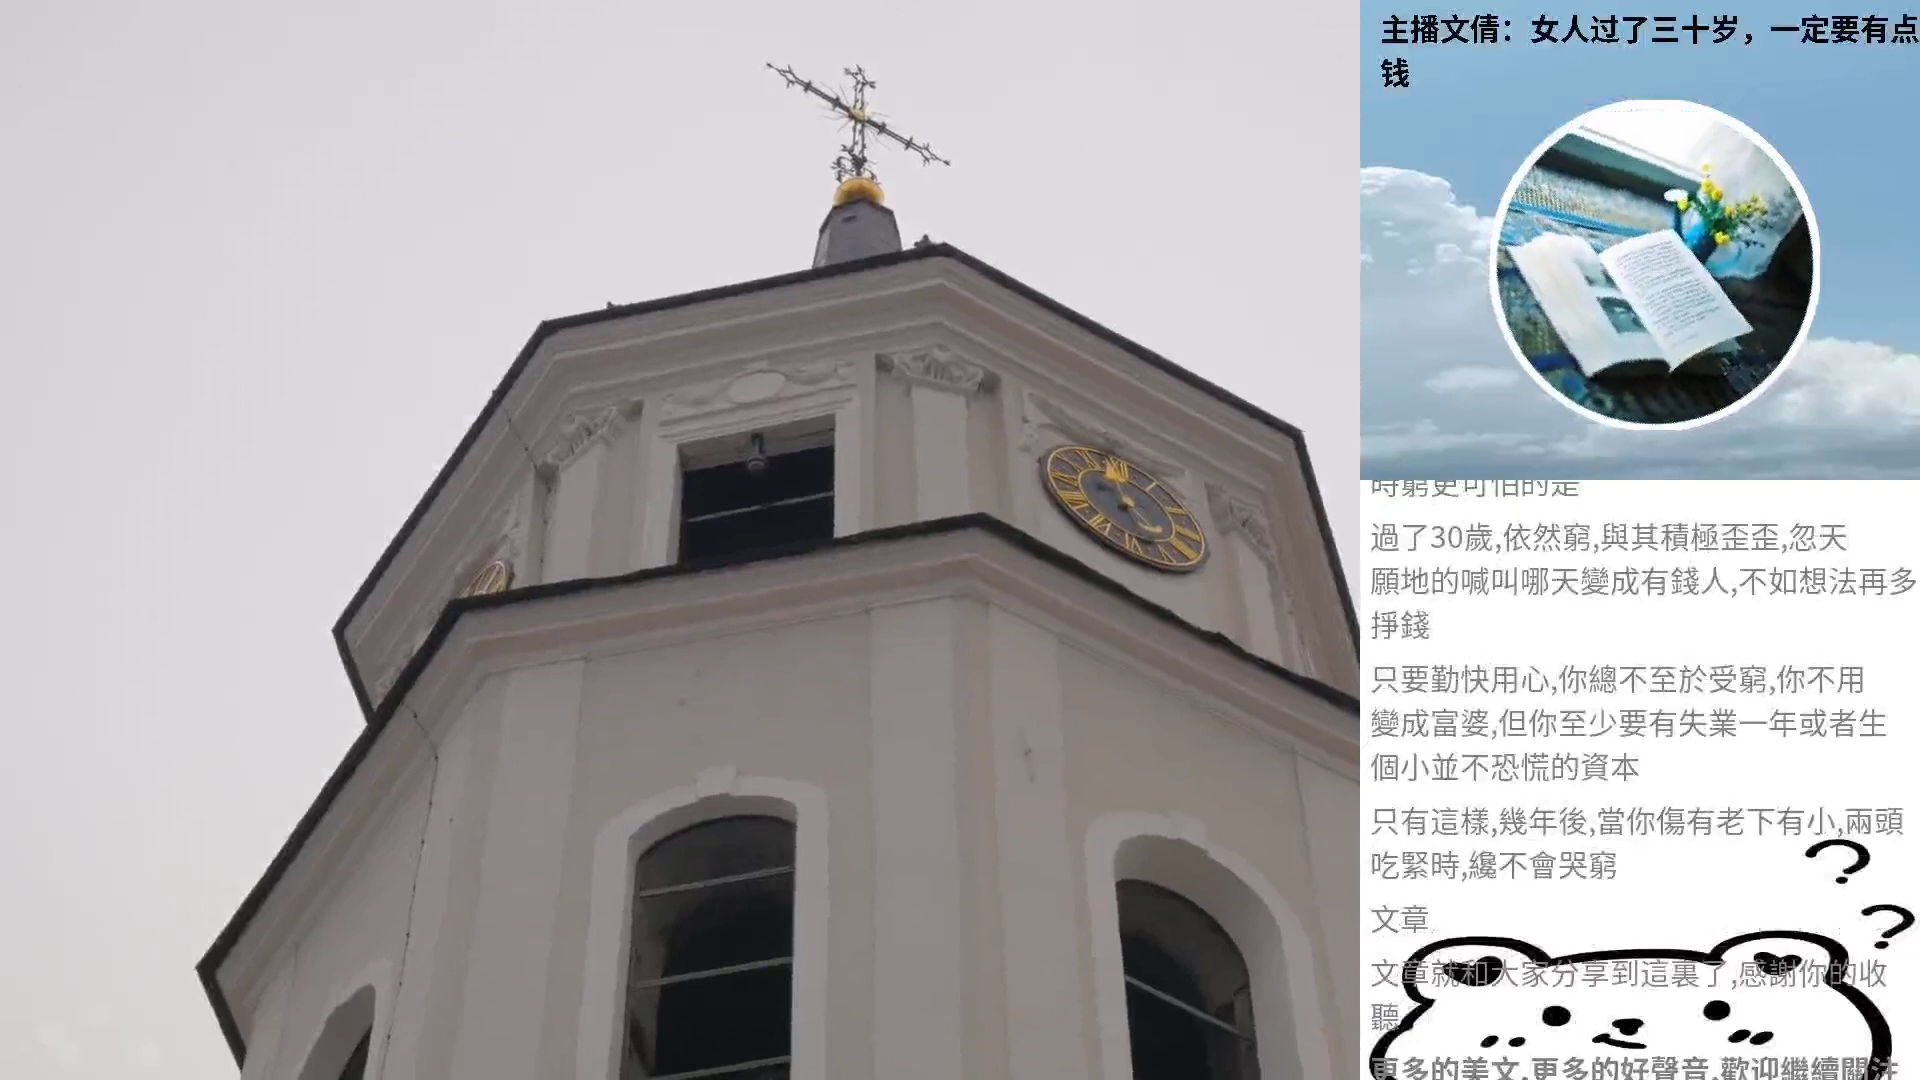 主播文倩：女人过了三十岁，一定要有点
钱
時窮更可怕的是
過了30歲,依然窮,與其積極歪歪,忽天
願地的喊叫哪天變成有錢人,不如想法再多
掙錢
只要勤快用心,你總不至於受窮,你不用
變成富婆,但你至少要有失業一年或者生
個小並不恐慌的資本
只有這樣,幾年後,當你傷有老下有小,兩頭
吃緊時,纔不會哭窮
文章
文章就和大家分享到這裏了,感謝你的收
聽
更多的美文,更多的好聲音,歡迎繼續關注